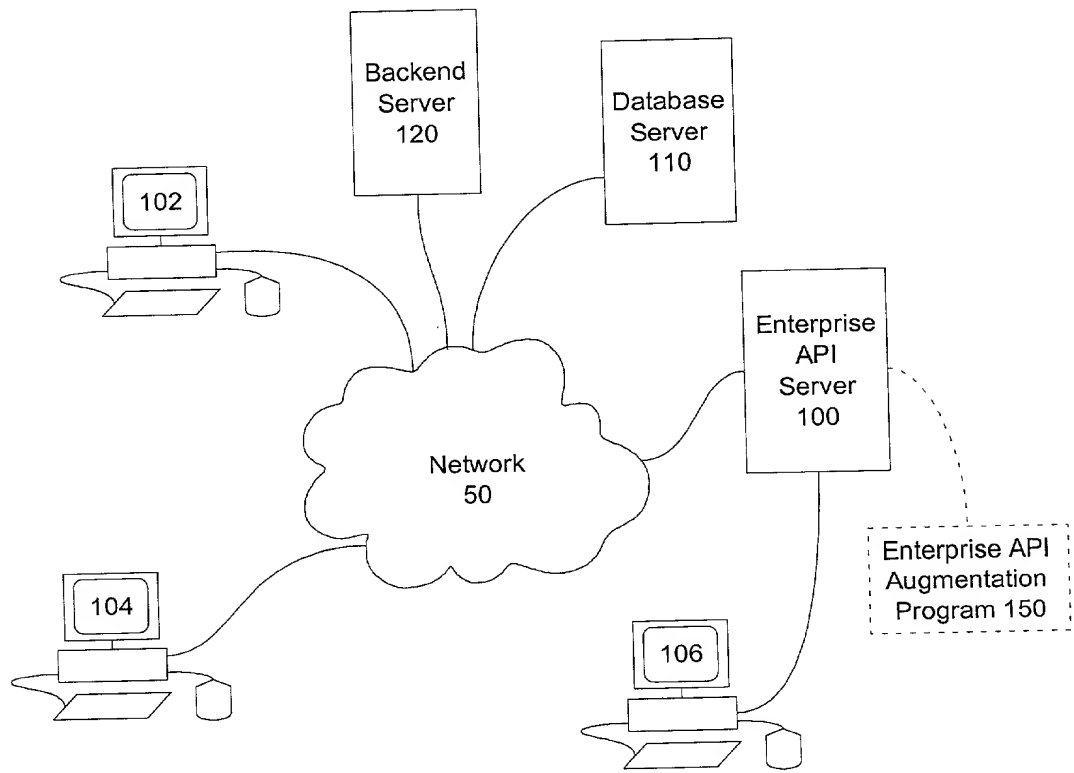 Backend
Server
120
Database
Server
110
102
Enterprise
API
Server
100
Network
50
Enterprise API
Augmentation
Program 150
104
106